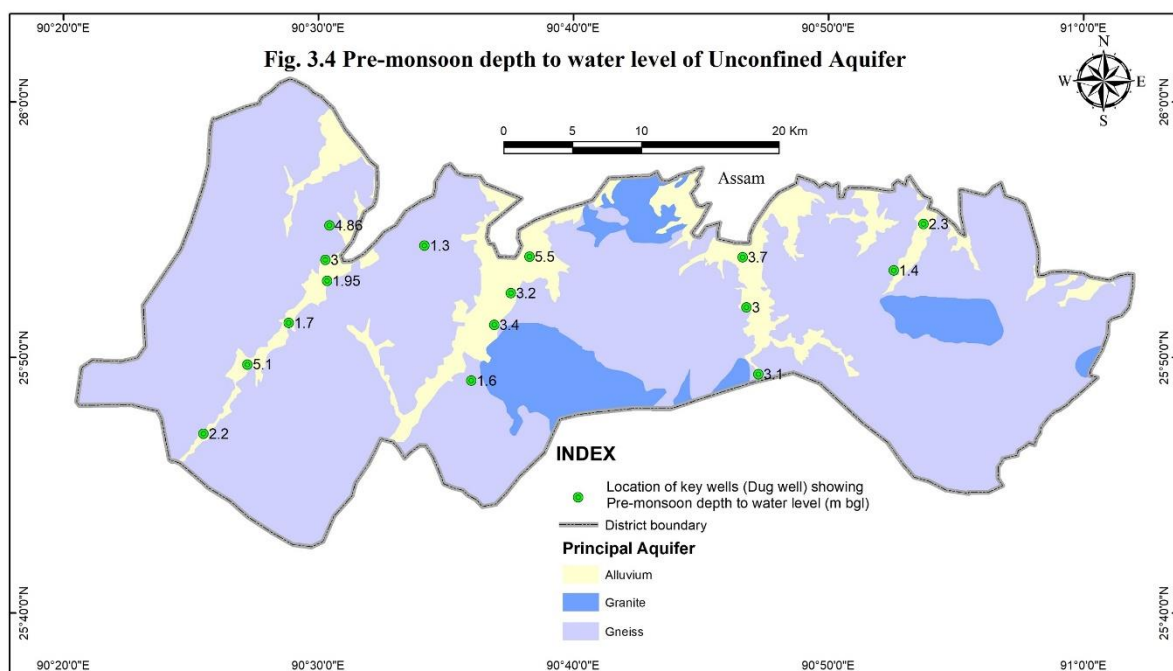 90°20'0"E 90°30'0"E 90°40'0"E 90°50'0"E 91°0'0"E
Fig. 3.4 Pre-monsoon depth to water level of Unconfined Aquifer
N
W E
S
26°0'0"N 26°0'0"N
0 5 10 20 Km
Assam
4.86
2.3
1.3
3
5.5
3.7
1.4
1.95
3.2
3
1.7
3.4
25°50'0"N 25°50'0"N
5.1
3.1
1.6
2.2
INDEX
Location of key wells (Dug well) showing
Pre-monsoon depth to water level (m bgl)
District boundary
Principal Aquifer
Alluvium
Granite
Gneiss
25°40'0"N 25°40'0"N
90°20'0"E 90°30'0"E 90°40'0"E 90°50'0"E 91°0'0"E